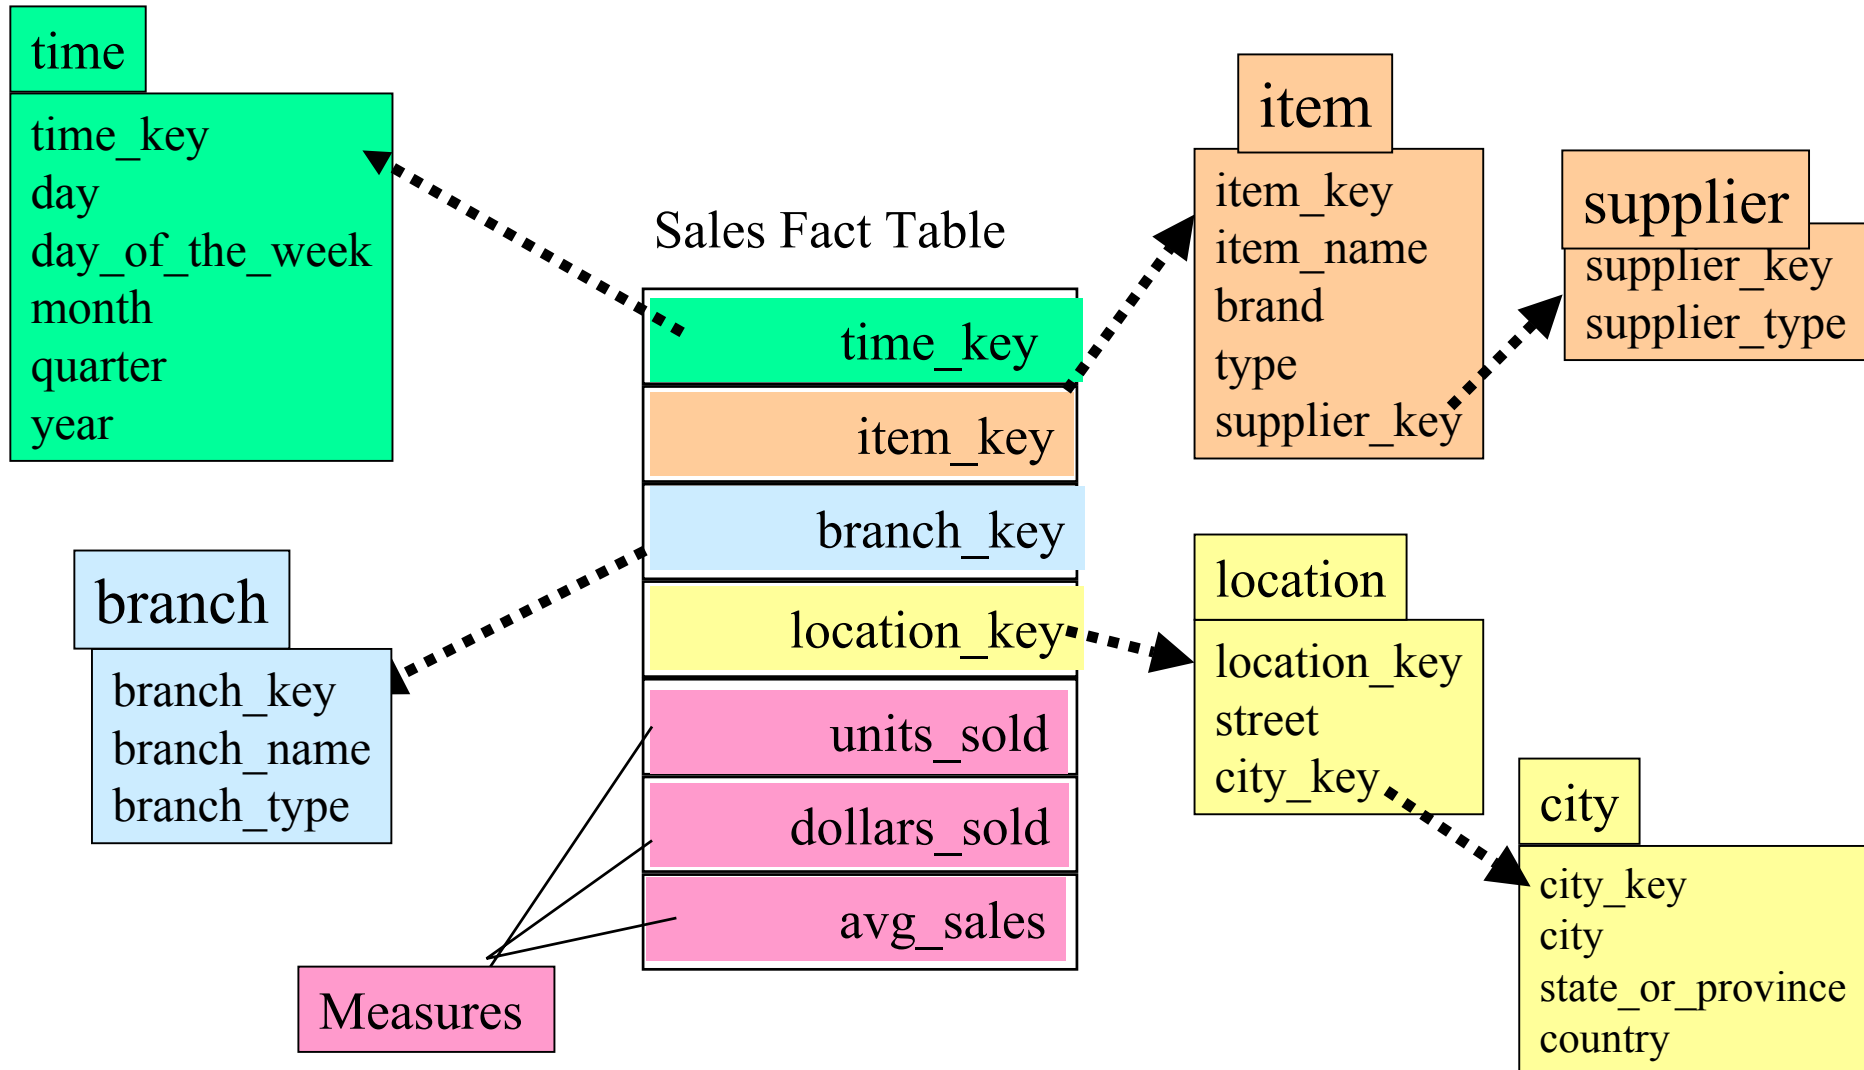 time
time_key
day
day_of_the_week
month
quarter
year
Sales Fact Table
time_key
item_key
branch_key
location_key
units_sold
dollars_sold
avg_sales
item
item_key
item_name
brand
type
supplier_key
supplier
supplier_key
supplier_type
branch
branch_key
branch_name
branch_type
location
location_key
street
city_key
city
city_key
city
state_or_province
country
Measures